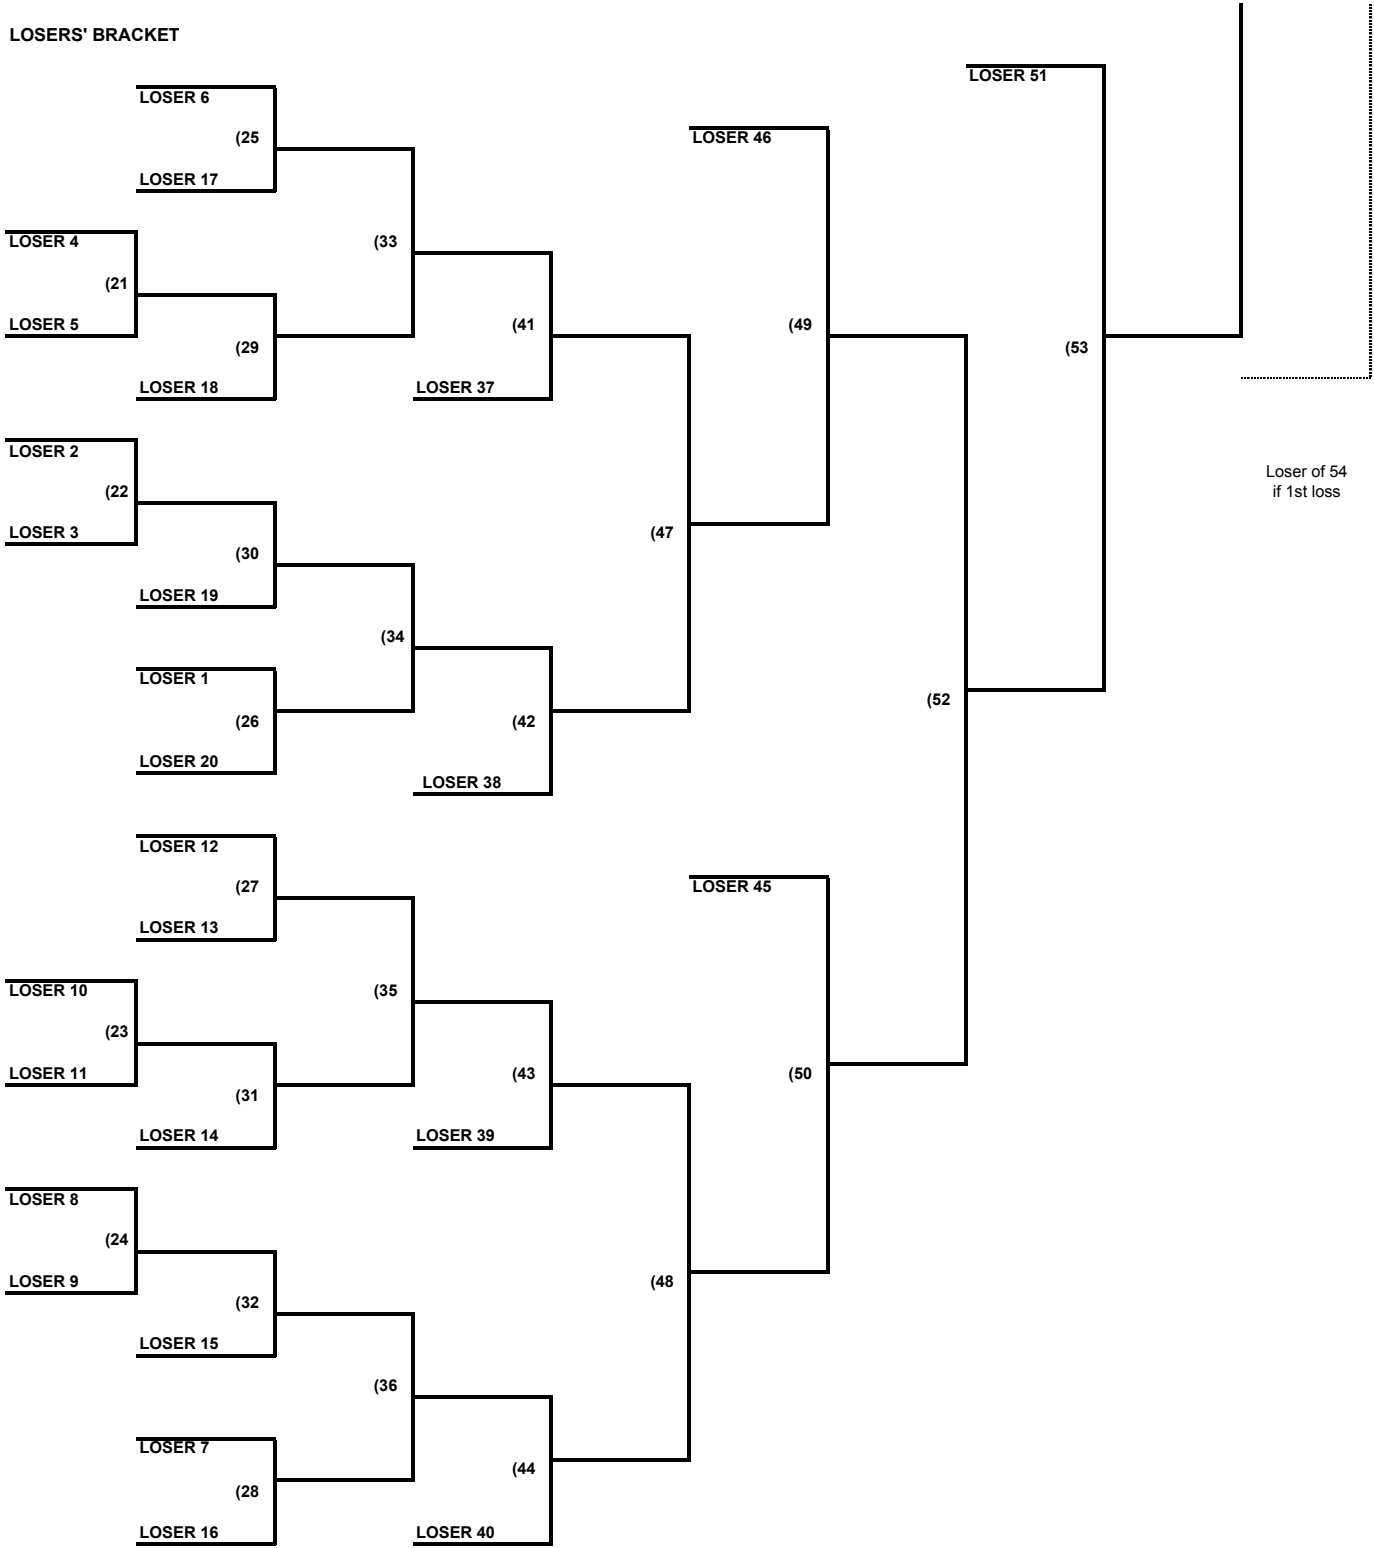 LOSERS' BRACKET
LOSER 51
LOSER 6
(25
LOSER 46
LOSER 17
LOSER 4
(33
(21
LOSER 5
(41
(49
(29
(53
LOSER 18
LOSER 37
LOSER 2
Loser of 54
if 1st loss
(22
LOSER 3
(47
(30
LOSER 19
(34
LOSER 1
(52
(26
(42
LOSER 20
LOSER 38
LOSER 12
(27
LOSER 45
LOSER 13
LOSER 10
(35
(23
LOSER 11
(43
(50
(31
LOSER 14
LOSER 39
LOSER 8
(24
LOSER 9
(48
(32
LOSER 15
(36
LOSER 7
(44
(28
LOSER 16
LOSER 40